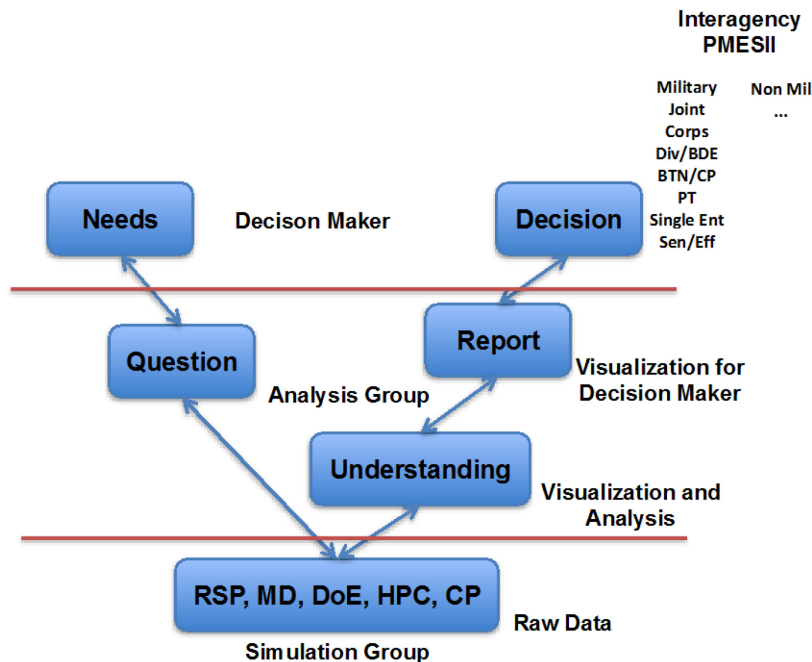 Interagency
PMESII
Military
Joint
Corps
Div/BDE
BTN/CP
PT
Single Ent
Sen/Eff
Non Mil
...
Needs
Decison Maker
Decision
Question
Report
Analysis Group
Visualization for
Decision Maker
Understanding
Visualization and
Analysis
RSP, MD, DoE, HPC, CP
Raw Data
Simulation Group